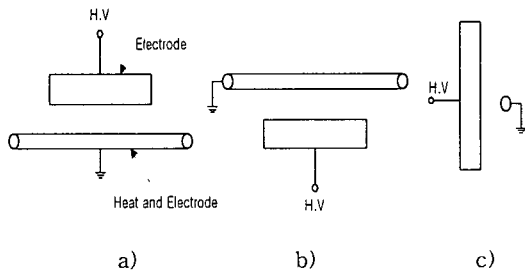 H.V
Electrode
Heat and Electrode
H.V
H.V
a)
b)
c)